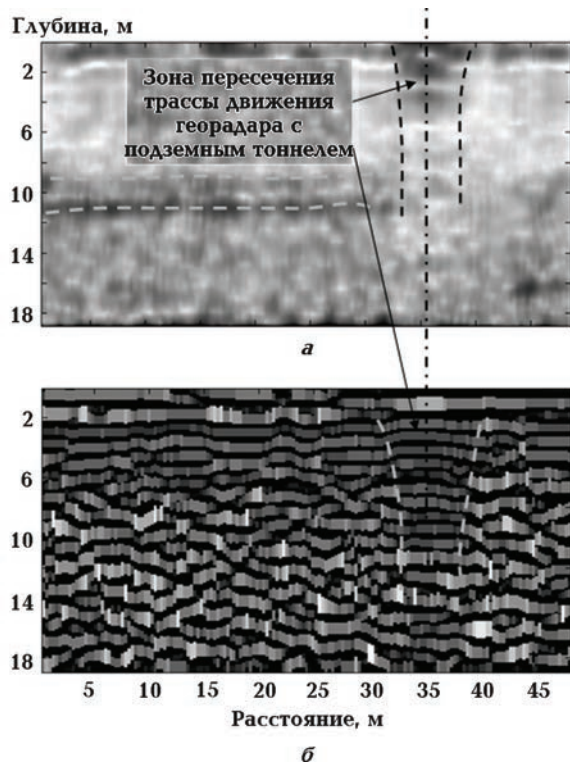 Глубина, м
2
6
10
14
18
Зона пересечения
трассы движения
георадара с
подземным тоннелем
а
2
6
10
14
18
5 10 15 20 25 30 35 40 45
Расстояние, м
б